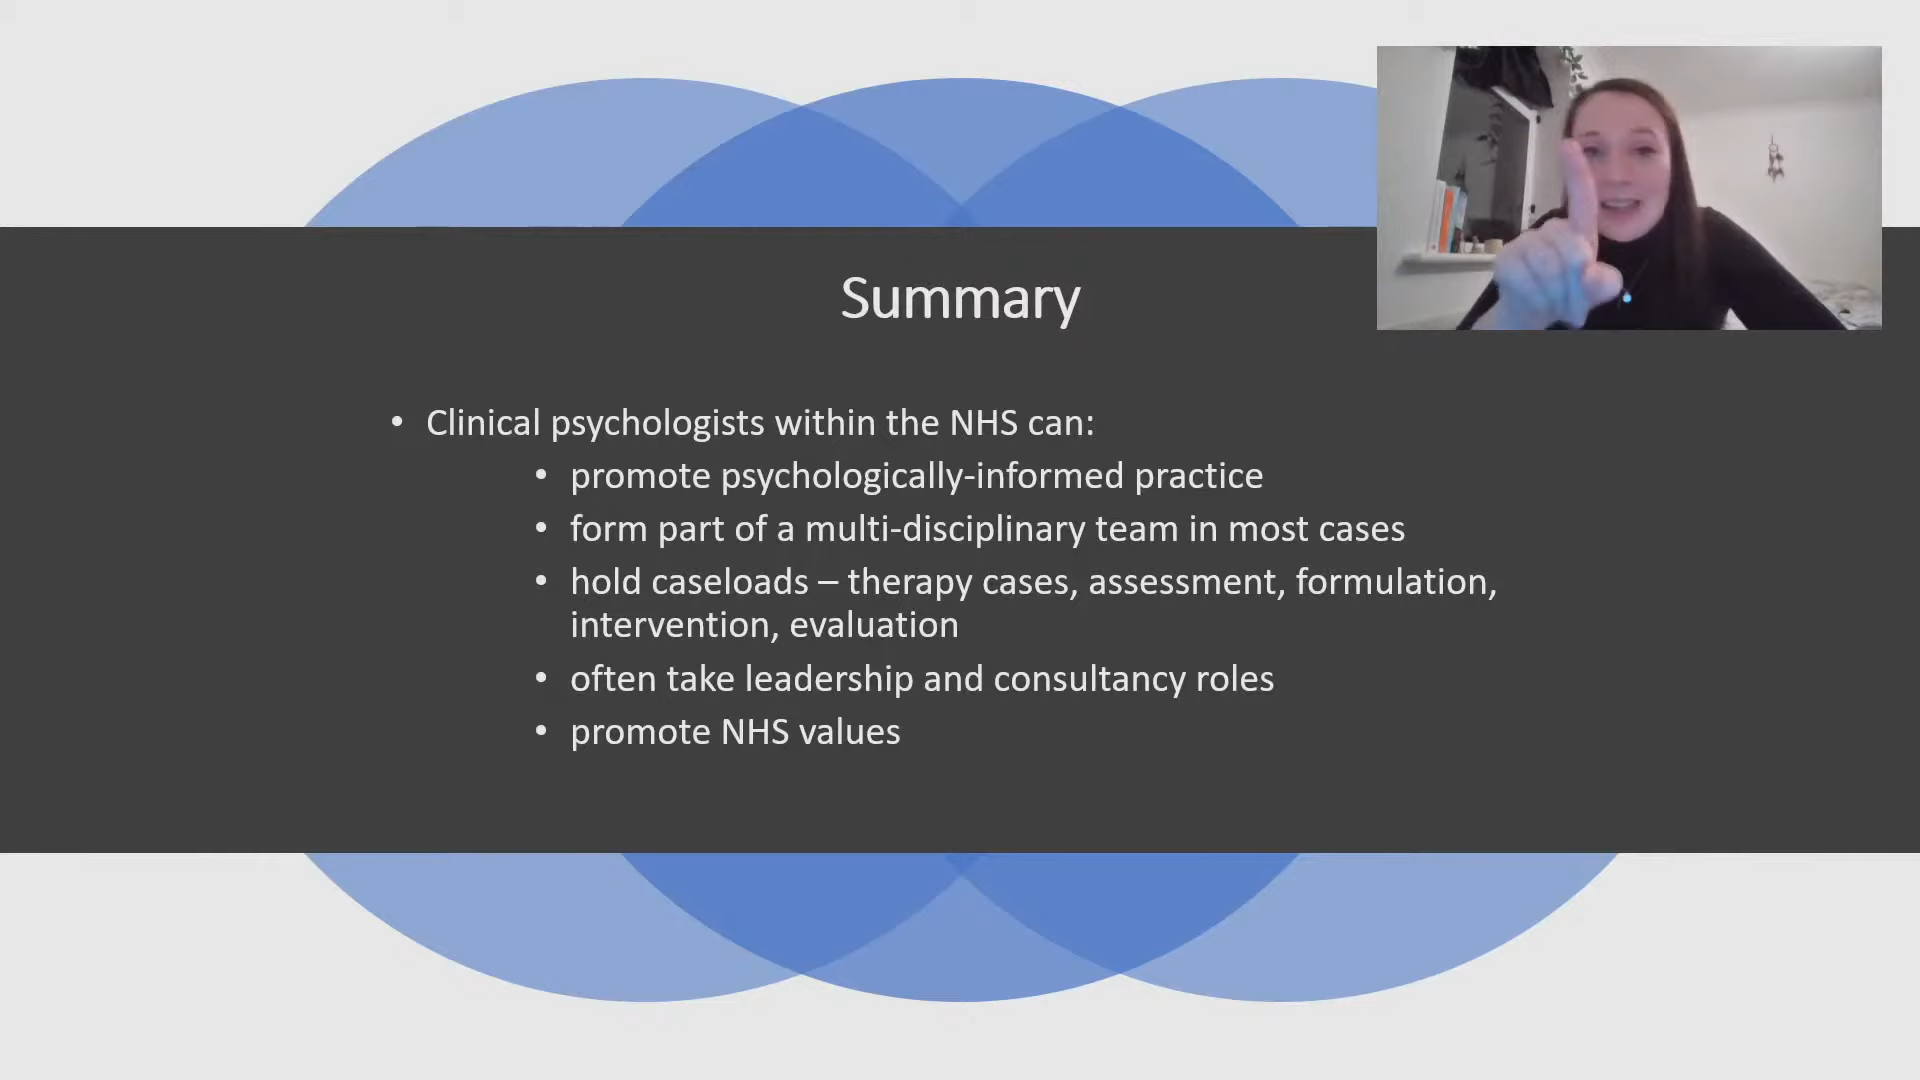 Summary
• Clinical psychologists within the NHS can:
• promote psychologically-informed practice
• form part of a multi-disciplinary team in most cases
• hold caseloads – therapy cases, assessment, formulation,
intervention, evaluation
• often take leadership and consultancy roles
• promote NHS values